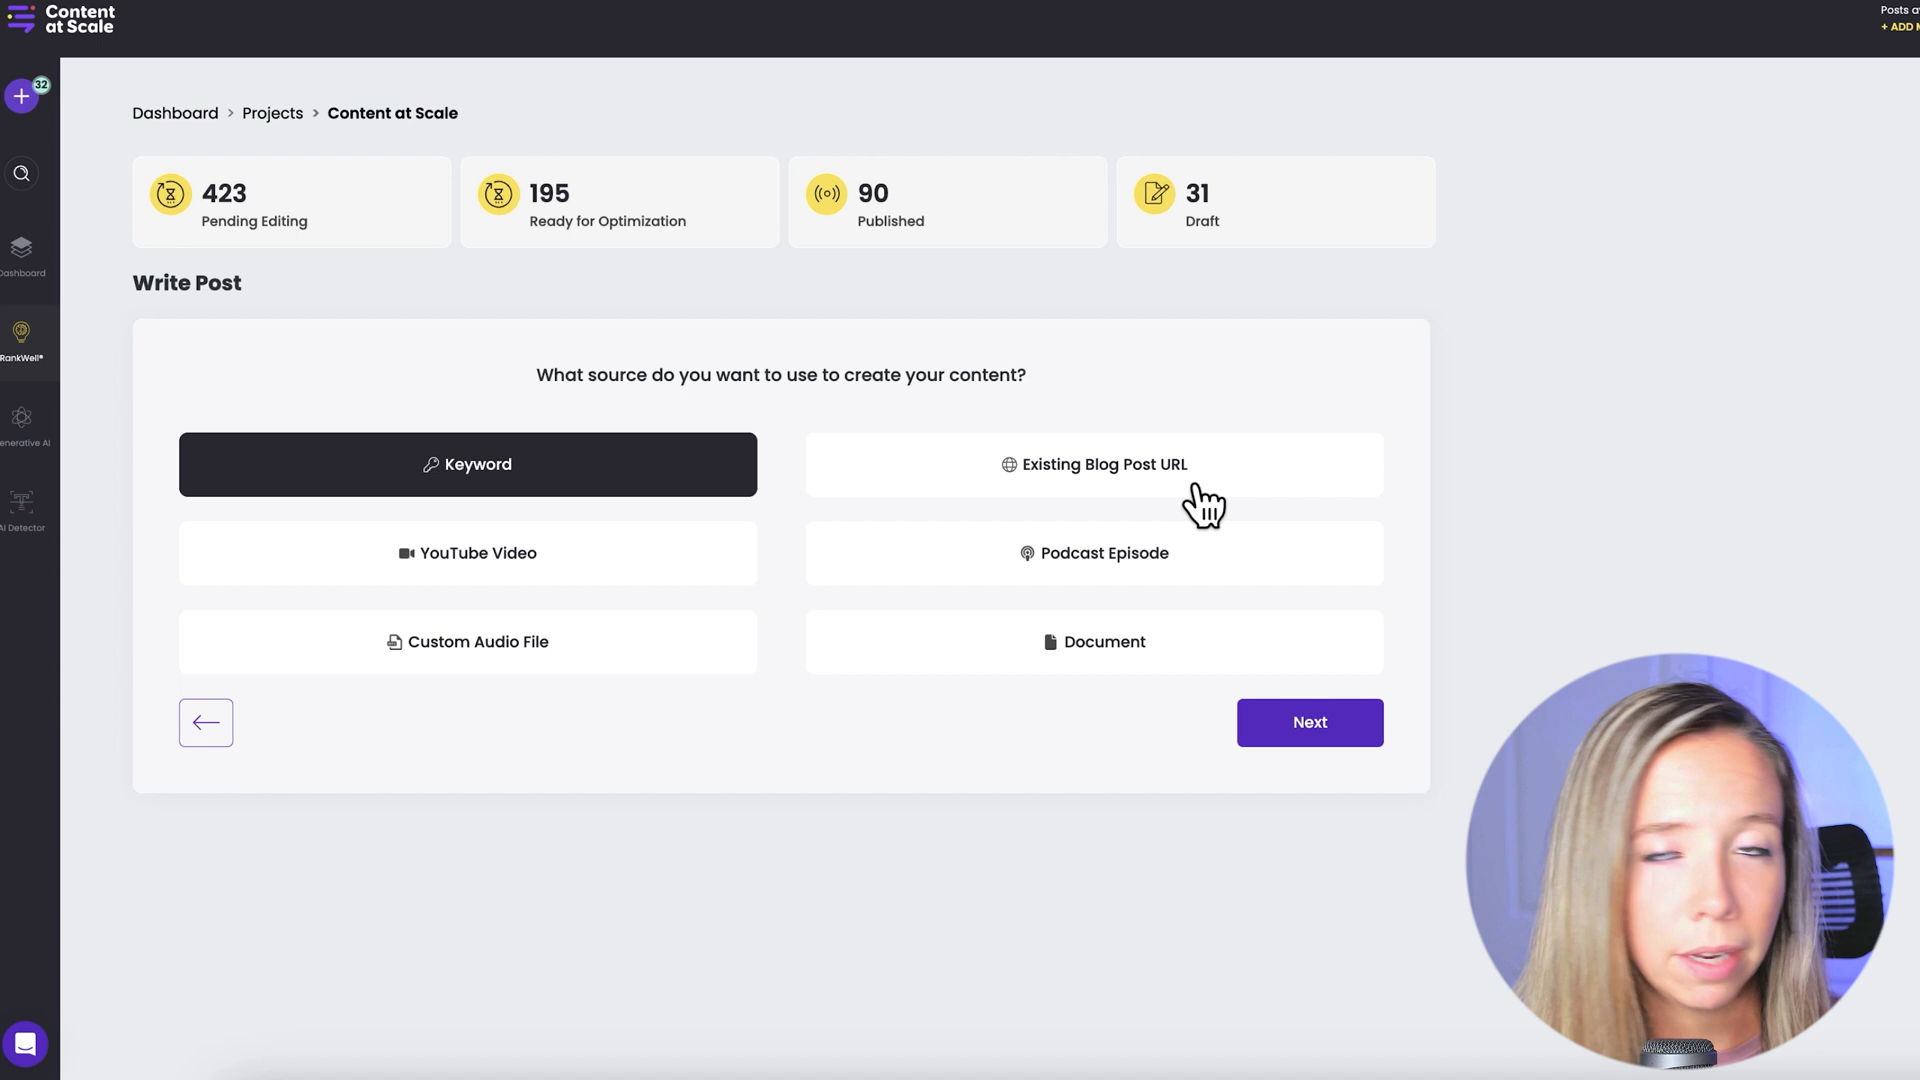 Content
at Scale
Posts a
+ ADD
32
Dashboard > Projects > Content at Scale
423
Pending Editing
195
Ready for Optimization
90
Published
31
Draft
Dashboard
Write Post
RankWell®
What source do you want to use to create your content?
Keyword
Existing Blog Post URL
enerative AI
YouTube Video
Podcast Episode
AI Detector
Custom Audio File
Document
Next